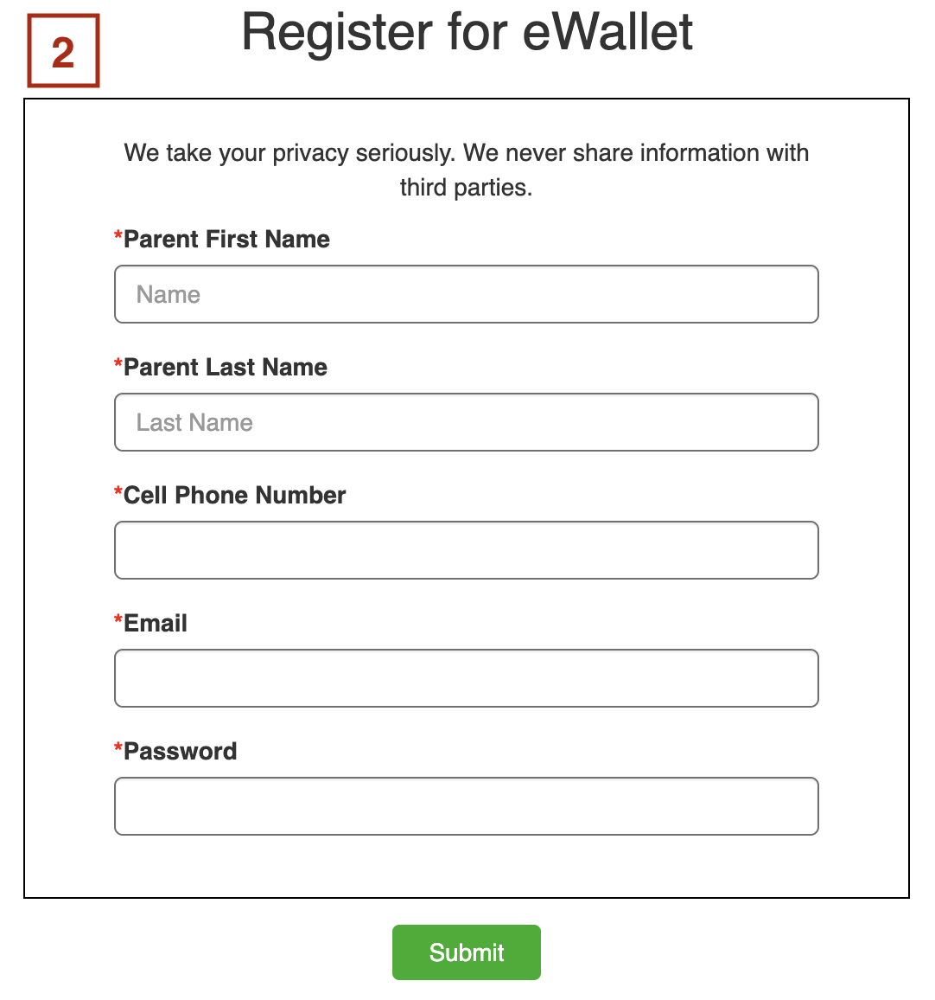 2
Register for eWallet
We take your privacy seriously. We never share information with
third parties.
*Parent First Name
Name
*Parent Last Name
Last Name
*Cell Phone Number
*Email
*Password
Submit